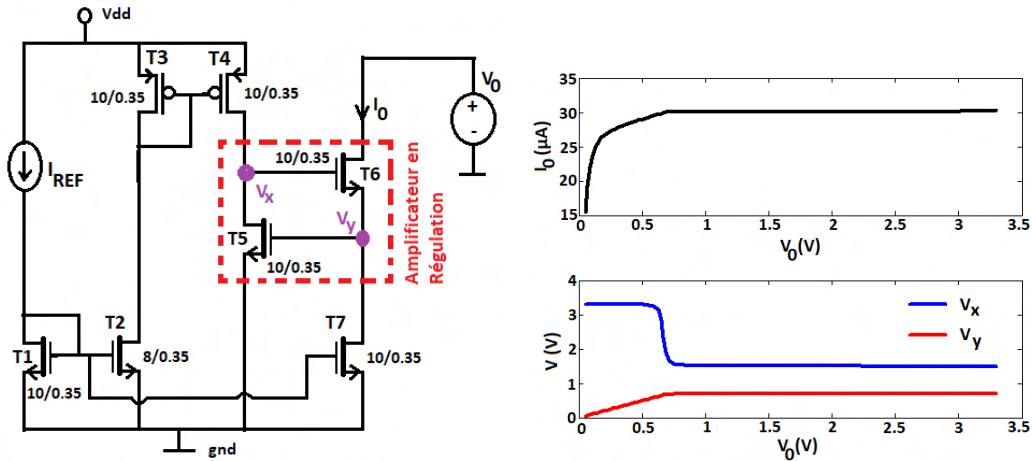 Vdd
T3
T4
10/0.35
10/0.35
I0
V0
+
-
IREF
10/0.35
T6
Vx
Vy
T5
10/0.35
Amplificateur en
Régulation
T1
T2
8/0.35
T7
10/0.35
10/0.35
gnd
I0 (μA)
35
30
25
20
15
0 0.5 1 1.5 2 2.5 3 3.5
V0(V)
V (V)
4
3
2
1
0
Vx
Vy
0 0.5 1 1.5 2 2.5 3 3.5
V0(V)